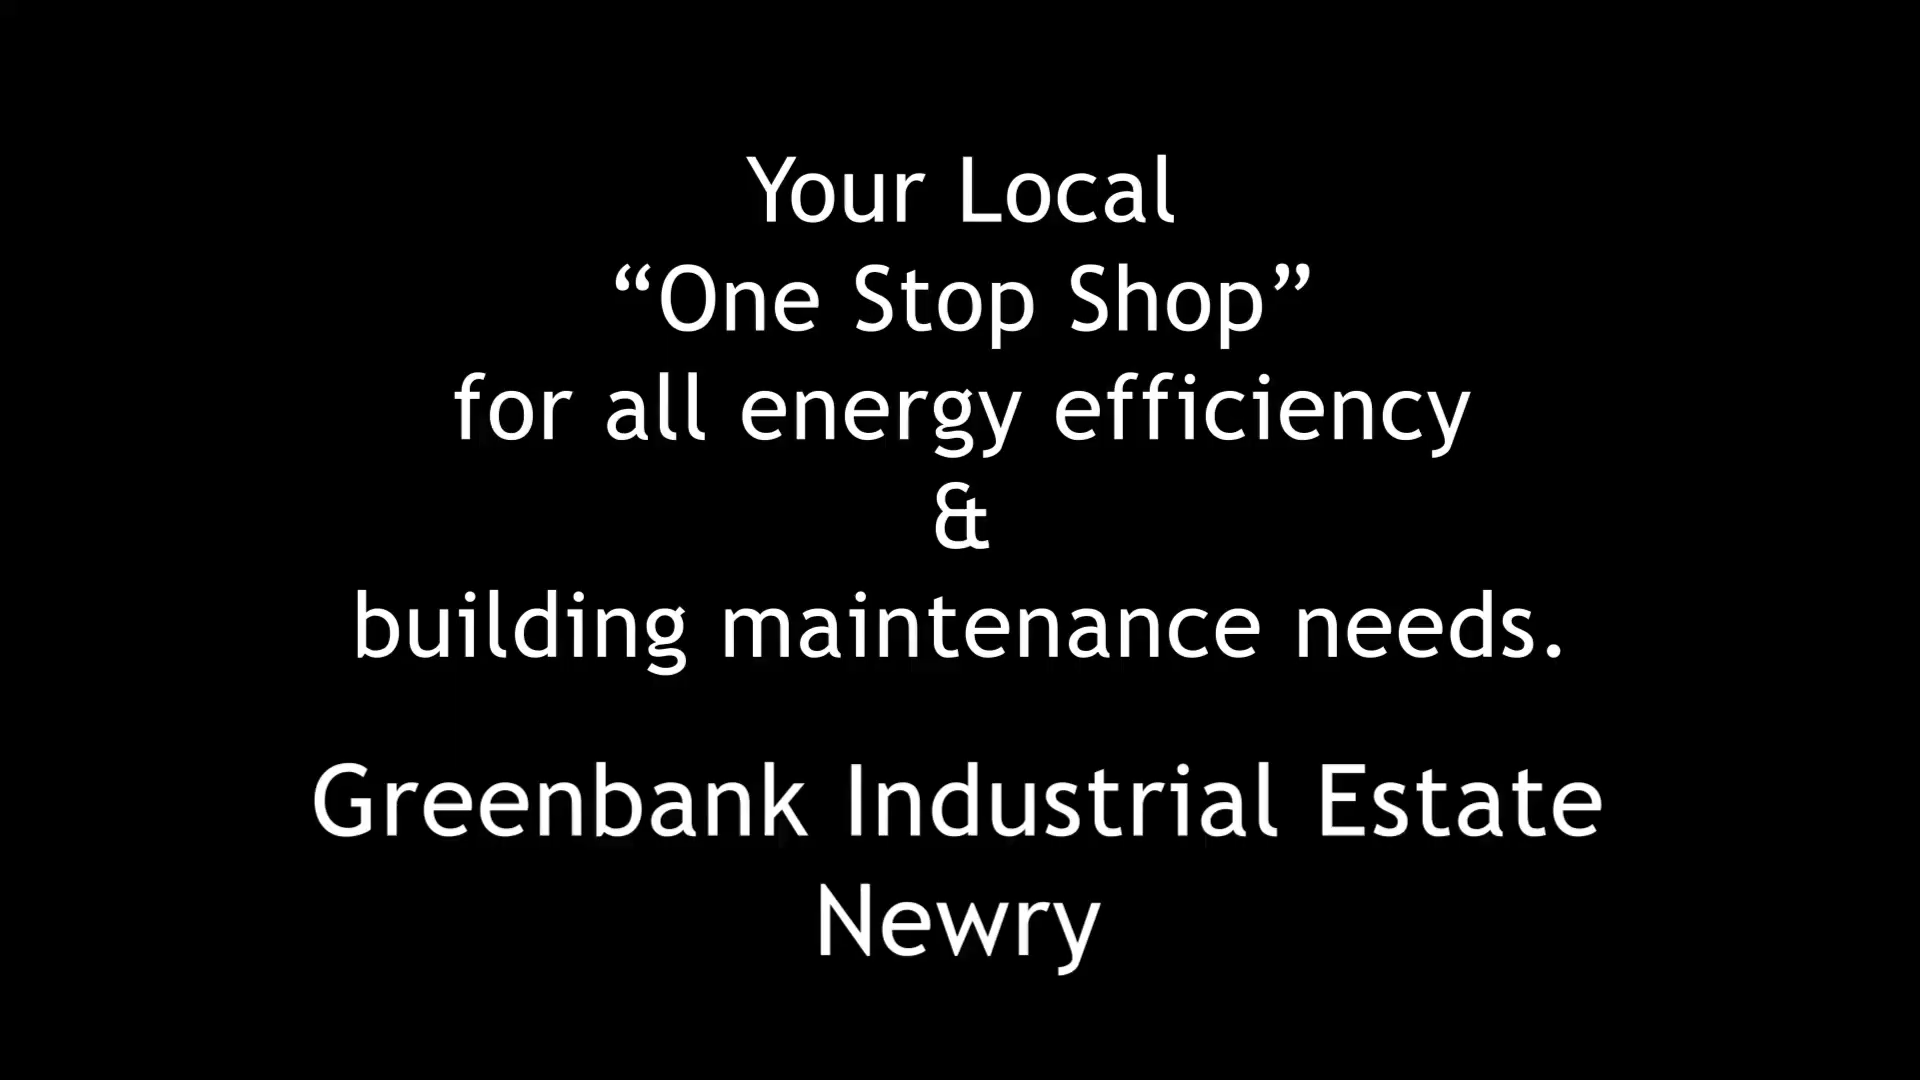 Your Local
“One Stop Shop”
for all energy efficiency
&
building maintenance needs.
Greenbank Industrial Estate
Newry